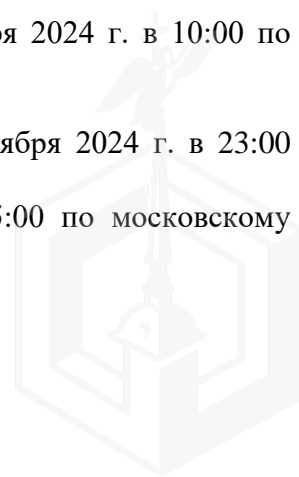 ря 2024 г. в 10:00 по
ября 2024 г. в 23:00
5:00 по московскому